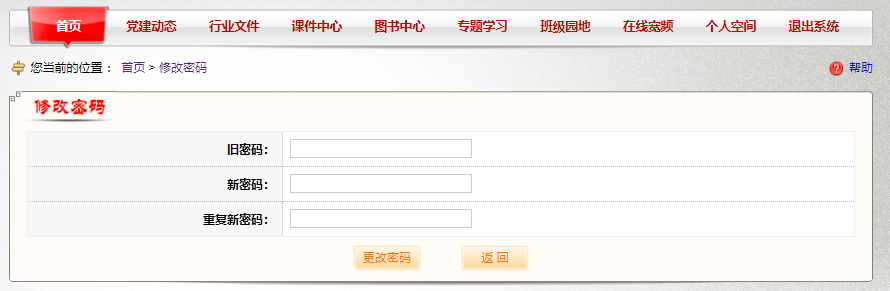 首页 党建动态 行业文件 课件中心 图书中心 专题学习 班级园地 在线宽频 个人空间 退出系统
您当前的位置： 首页 > 修改密码 ? 帮助
修改密码
旧密码：
新密码：
重复新密码：
更改密码 返 回